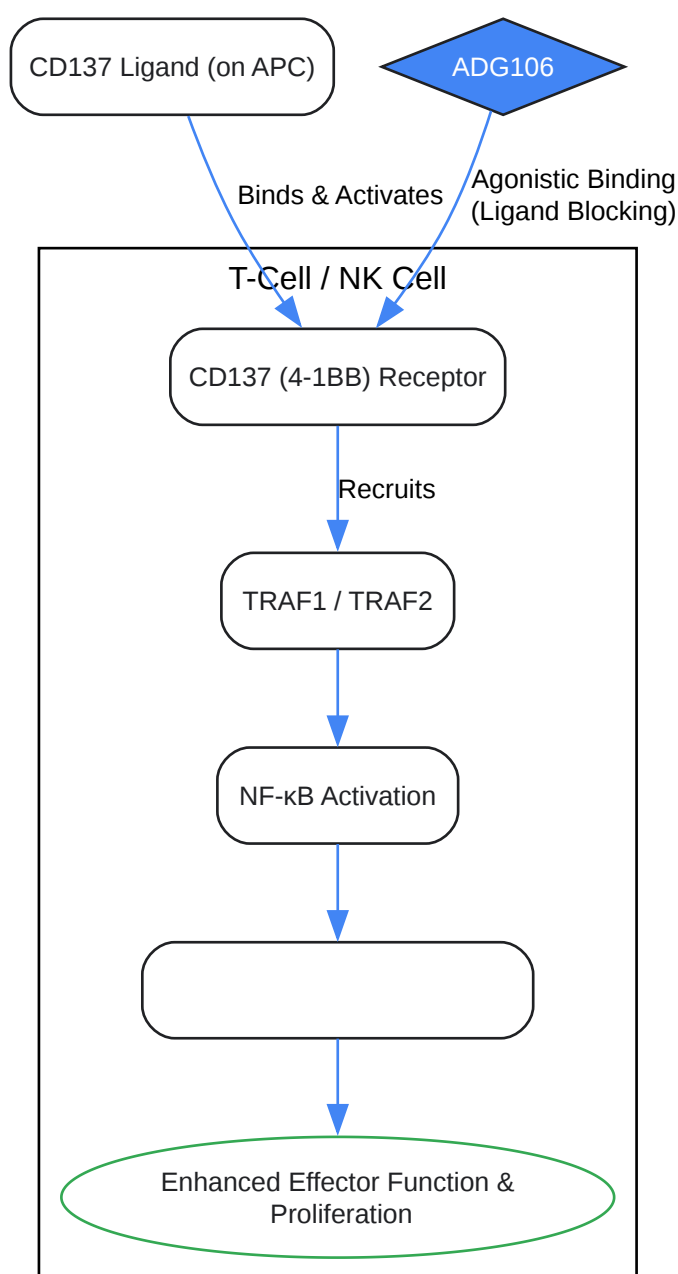 CD137 Ligand (on APC)
ADG106
Binds & Activates
Agonistic Binding
(Ligand Blocking)
T-Cell / NK Cell
CD137 (4-1BB) Receptor
Recruits
TRAF1 / TRAF2
NF-κB Activation
Enhanced Effector Function &
Proliferation